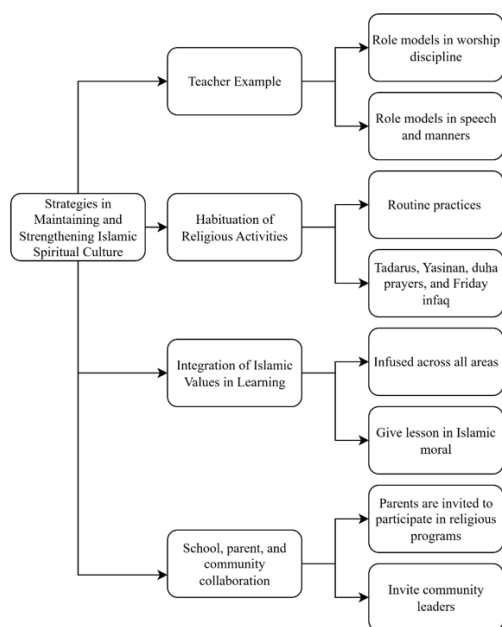 Role models in worship
discipline
Teacher Example
Role models in speech
and manners
Strategies in
Maintaining and
Strengthening Islamic
Spiritual Culture
Habituation of
Religious Activities
Routine practices
Tadarus, Yasinan, duha
prayers, and Friday
infaq
Integration of Islamic
Values in Learning
Infused across all areas
Give lesson in Islamic
moral
School, parent, and
community
collaboration
Parents are invited to
participate in religious
programs
Invite community
leaders